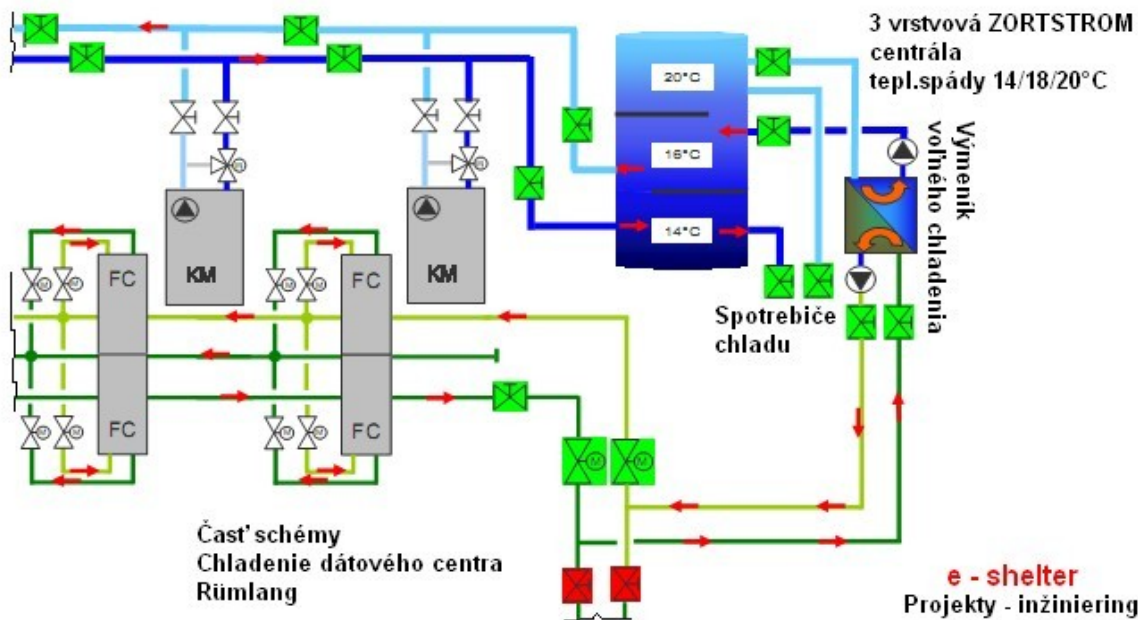 3 vrstvová ZORTSTROM
centrála
tepl.spády 14/18/20°C
20°C
16°C
14°C
Výmeník
voľného chladenia
KM
KM
FC
FC
FC
FC
M
M
M
M
M
M
M
M
M
M
Spotrebiče
chladu
Časť schémy
Chladenie dátového centra
Rümlang
e - shelter
Projekty - inžiniering